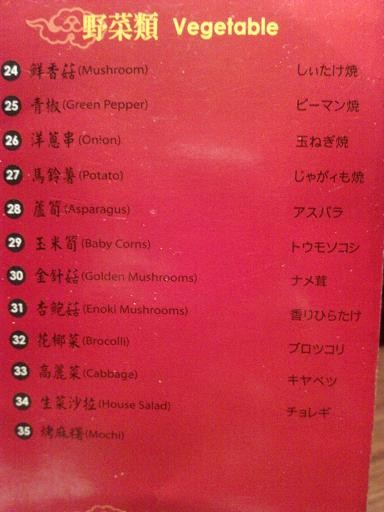 野菜類 Vegetable
24 鮮香菇(Mushroom) しいたけ焼
25 青椒(Green Pepper) ピーマン焼
26 洋蔥串(Onion) 玉ねぎ焼
27 馬鈴薯(Potato) じゃがィも焼
28 蘆筍(Asparagus) アスパラ
29 玉米筍(Baby Corns) トウモソコシ
30 金針菇(Golden Mushrooms) ナメ茸
31 杏鮑菇(Enoki Mushrooms) 香りひらたけ
32 花椰菜(Brocolli) ブロツコリ
33 高麗菜(Cabbage) キヤベツ
34 生菜沙拉(House Salad) チョレギ
35 烤麻糬(Mochi)